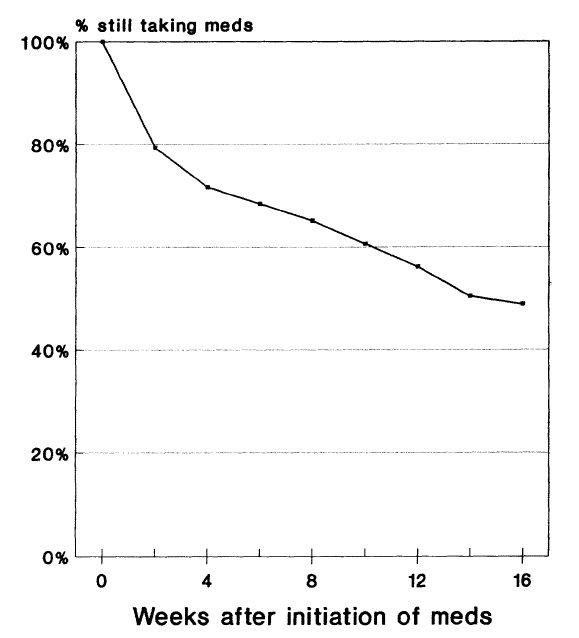 % still taking meds
100%
80%
60%
40%
20%
0%
0 4 8 12 16
Weeks after initiation of meds